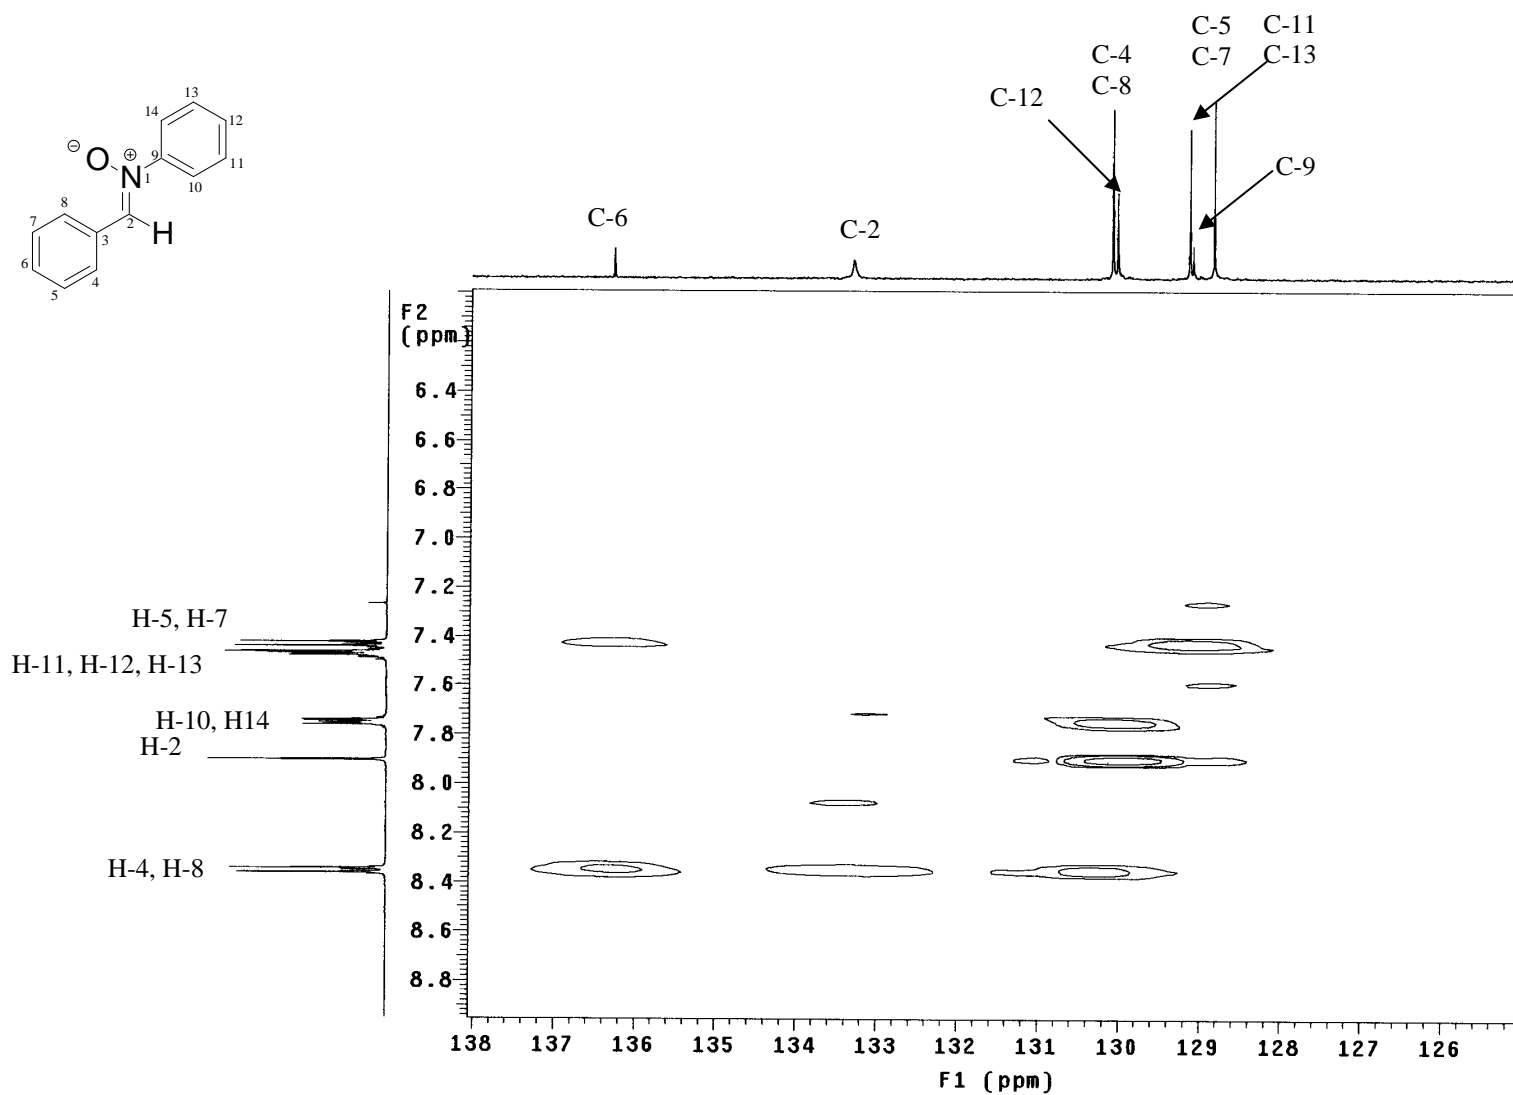 C-5 C-11
C-4 C-7 C-13
C-12 C-8
C-9
C-6 C-2
13
14 12
⊖ O ⊕ 9 11
N 1 10
8
7 2 H
3
6 4
5
F2
(ppm)
6.4
6.6
6.8
7.0
7.2
7.4
7.6
7.8
8.0
8.2
8.4
8.6
8.8
H-5, H-7
H-11, H-12, H-13
H-10, H14
H-2
H-4, H-8
138 137 136 135 134 133 132 131 130 129 128 127 126
F1 (ppm)